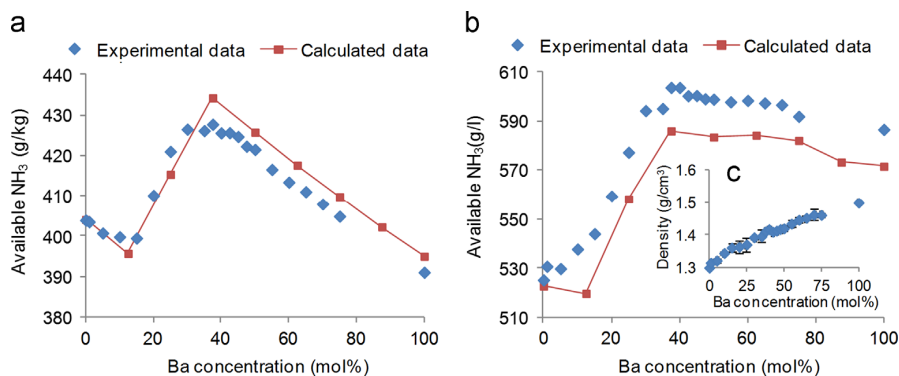 a
Experimental data
Calculated data
440
430
420
410
400
390
380
0
20
40
60
80
100
Available NH3 (g/kg)
Ba concentration (mol%)
b
Experimental data
Calculated data
610
590
570
550
530
510
0
20
40
60
80
100
Available NH3(g/l)
Ba concentration (mol%)
C
1.6
1.5
1.4
1.3
0
25
50
75
100
Density (g/cm3)
Ba concentration (mol%)